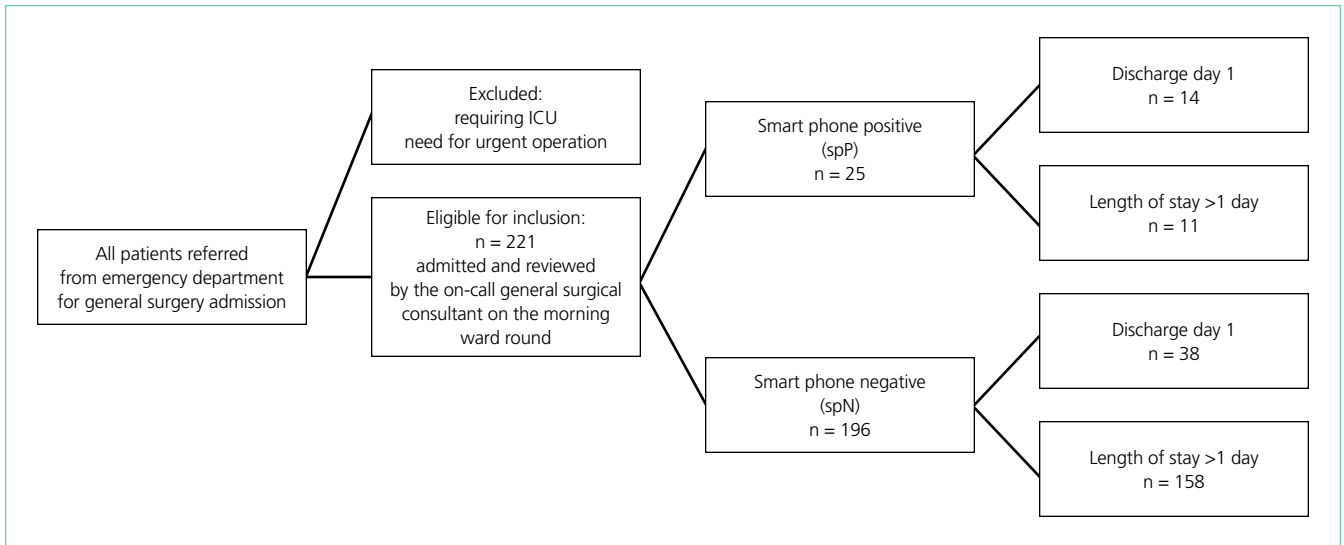 All patients referred
from emergency department
for general surgery admission
Excluded:
requiring ICU
need for urgent operation
Eligible for inclusion:
n = 221
admitted and reviewed
by the on-call general surgical
consultant on the morning
ward round
Smart phone positive
(spP)
n = 25
Smart phone negative
(spN)
n = 196
Discharge day 1
n = 14
Length of stay >1 day
n = 11
Discharge day 1
n = 38
Length of stay >1 day
n = 158